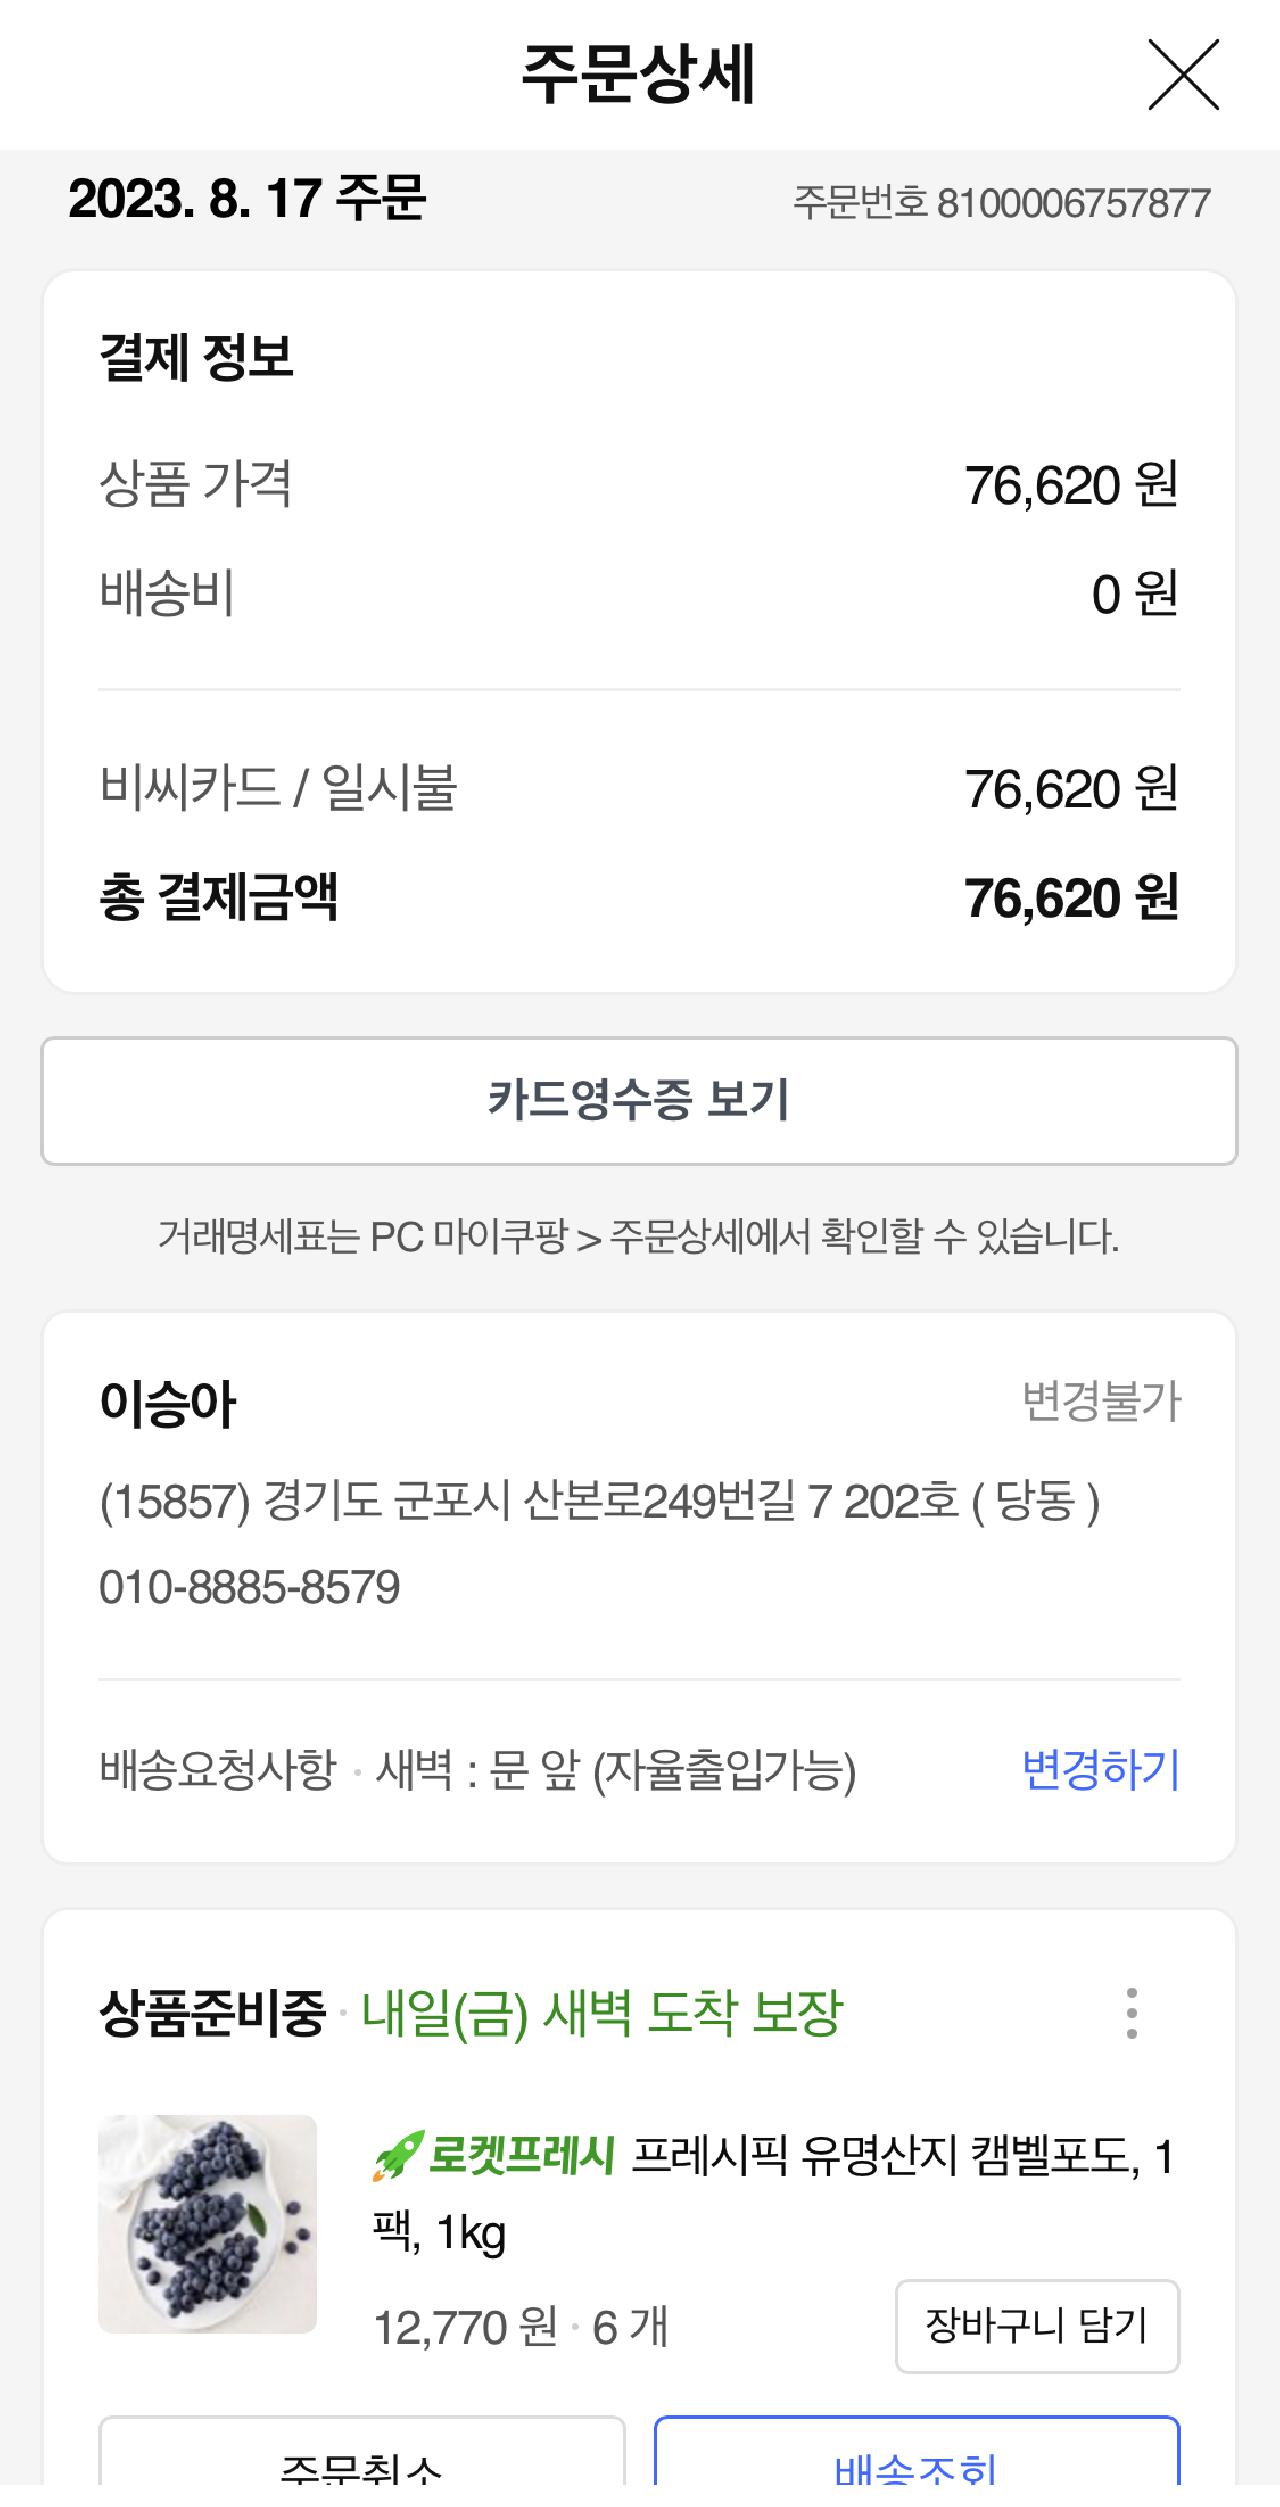 주문상세
2023. 8. 17 주문
주문번호 8100006757877
결제 정보
상품 가격 76,620 원
배송비 0 원
비씨카드 / 일시불 76,620 원
총 결제금액 76,620 원
카드영수증 보기
거래명세표는 PC 마이쿠팡 > 주문상세에서 확인할 수 있습니다.
이승아 변경불가
(15857) 경기도 군포시 산본로249번길 7 202호 ( 당동 )
010-8885-8579
배송요청사항 · 새벽 : 문 앞 (자율출입가능) 변경하기
상품준비중 · 내일(금) 새벽 도착 보장
로켓프레시 프레시픽 유명산지 캠벨포도, 1
팩, 1kg
12,770 원 · 6 개 장바구니 담기
주문취소 배송조회